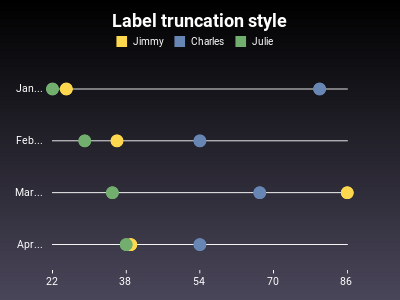 Label truncation style
Jimmy Charles Julie
Jan...
Feb...
Mar...
Apr...
22 38 54 70 86